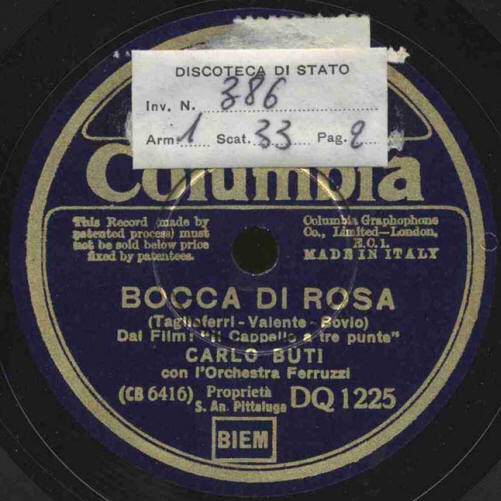 DISCOTECA DI STATO
Inv. N. 386
Arm. 1 Scat. 33 Pag. 2
Columbia
This Record (made by
patented process) must
not be sold below price
fixed by patentees.
Columbia Graphophone
Co., Limited—London,
E.C.1.
MADE IN ITALY
BOCCA DI ROSA
(Tagliaferri - Valente - Bovio)
Dal Film: "Il Cappello a tre punte"
CARLO BUTI
con l'Orchestra Ferruzzi
(CB 6416) Proprietà DQ 1225
S. An. Pittaluga
BIEM